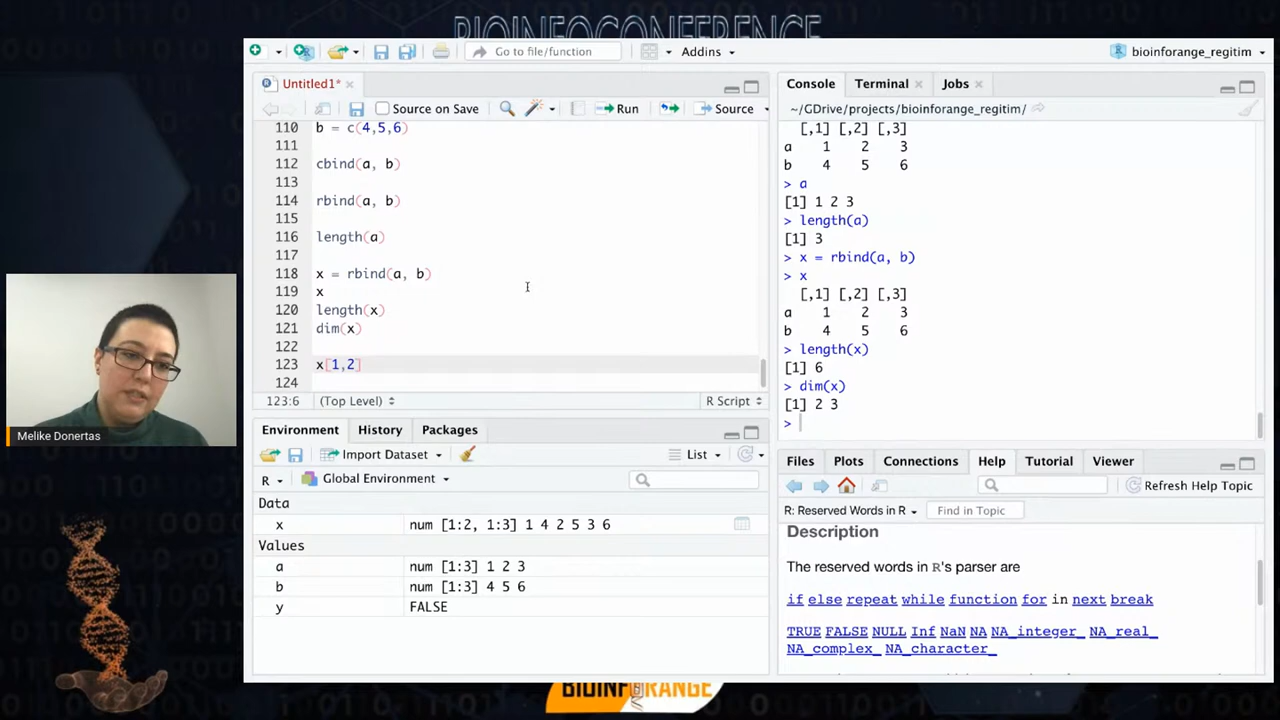 BIOINFOCONFERENCE
Go to file/function
Addins
bioinforange_regitim
Untitled1*
Source on Save
Run
Source
110 b = c(4,5,6)
111
112 cbind(a, b)
113
114 rbind(a, b)
115
116 length(a)
117
118 x = rbind(a, b)
119 x
120 length(x)
121 dim(x)
122
123 x[1,2]
124
123:6 (Top Level) R Script
Console Terminal Jobs
~/GDrive/projects/bioinforange_regitim/
[,1] [,2] [,3]
a 1 2 3
b 4 5 6
> a
[1] 1 2 3
> length(a)
[1] 3
> x = rbind(a, b)
> x
[,1] [,2] [,3]
a 1 2 3
b 4 5 6
> length(x)
[1] 6
> dim(x)
[1] 2 3
>
Melike Donertas
Environment History Packages
Import Dataset List
R Global Environment
Data
x num [1:2, 1:3] 1 4 2 5 3 6
Values
a num [1:3] 1 2 3
b num [1:3] 4 5 6
y FALSE
Files Plots Connections Help Tutorial Viewer
Refresh Help Topic
R: Reserved Words in R Find in Topic
Description
The reserved words in R's parser are
if else repeat while function for in next break
TRUE FALSE NULL Inf NaN NA NA_integer_ NA_real_
NA_complex_ NA_character_
BIOINFORANGE